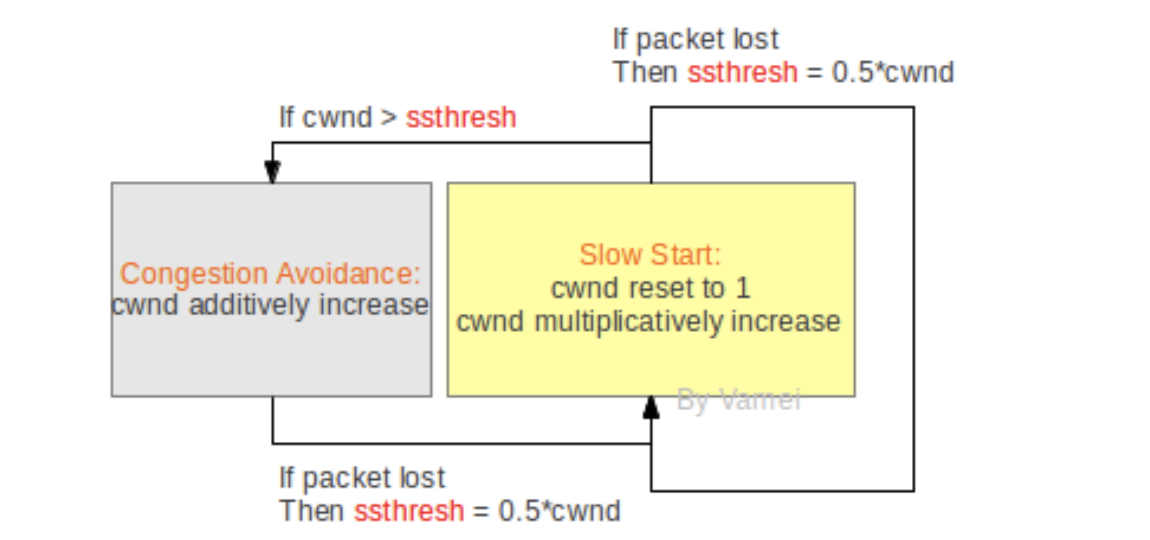 If packet lost
Then ssthresh = 0.5*cwnd
If cwnd > ssthresh
Congestion Avoidance:
cwnd additively increase
Slow Start:
cwnd reset to 1
cwnd multiplicatively increase
By Vamei
If packet lost
Then ssthresh = 0.5*cwnd